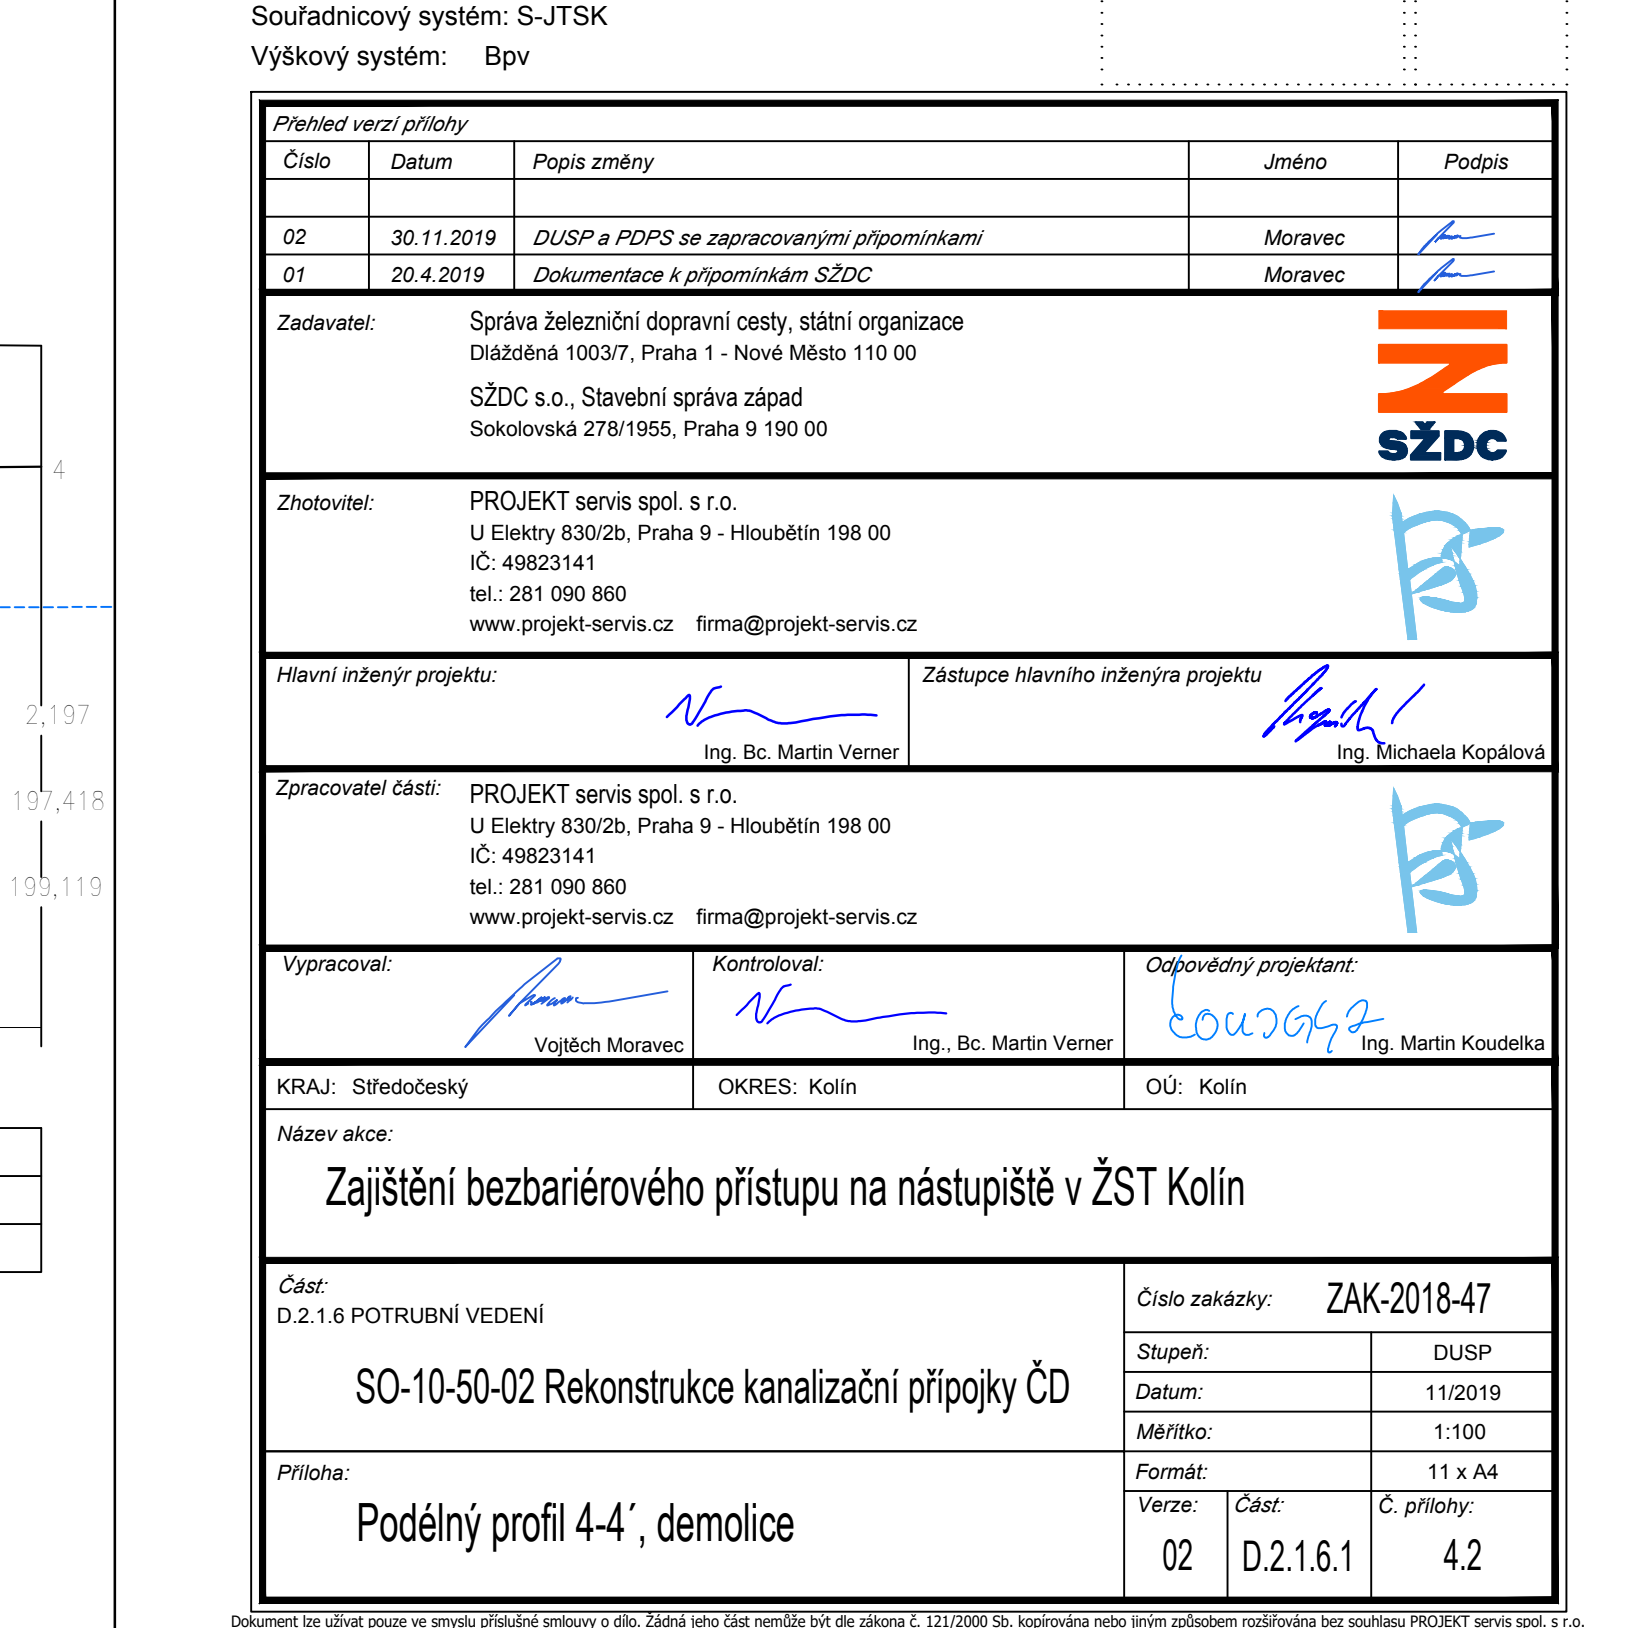 Souřadnicový systém: S-JTSK
Výškový systém: Bpv
Přehled verzí přílohy
Číslo Datum Popis změny Jméno Podpis
02 30.11.2019 DUSP a PDPS se zapracovanými připomínkami Moravec
01 20.4.2019 Dokumentace k připomínkám SŽDC Moravec
Zadavatel: Správa železniční dopravní cesty, státní organizace
Dlážděná 1003/7, Praha 1 - Nové Město 110 00
SŽDC s.o., Stavební správa západ
Sokolovská 278/1955, Praha 9 190 00
SŽDC
4
Zhotovitel: PROJEKT servis spol. s r.o.
U Elektry 830/2b, Praha 9 - Hloubětín 198 00
IČ: 49823141
tel.: 281 090 860
www.projekt-servis.cz firma@projekt-servis.cz
Hlavní inženýr projektu: Zástupce hlavního inženýra projektu
2,197
Ing. Bc. Martin Verner Ing. Michaela Kopálová
197,418
Zpracovatel části: PROJEKT servis spol. s r.o.
U Elektry 830/2b, Praha 9 - Hloubětín 198 00
IČ: 49823141
199,119
tel.: 281 090 860
www.projekt-servis.cz firma@projekt-servis.cz
Vypracoval: Kontroloval: Odpovědný projektant:
Vojtěch Moravec Ing., Bc. Martin Verner Ing. Martin Koudelka
KRAJ: Středočeský OKRES: Kolín OÚ: Kolín
Název akce:
Zajištění bezbariérového přístupu na nástupiště v ŽST Kolín
Část:
D.2.1.6 POTRUBNÍ VEDENÍ
SO-10-50-02 Rekonstrukce kanalizační přípojky ČD
Číslo zakázky: ZAK-2018-47
Stupeň: DUSP
Datum: 11/2019
Měřítko: 1:100
Formát: 11 x A4
Příloha:
Podélný profil 4-4´, demolice
Verze: Část: Č. přílohy:
02 D.2.1.6.1 4.2
Dokument lze užívat pouze ve smyslu příslušné smlouvy o dílo. Žádná jeho část nemůže být dle zákona č. 121/2000 Sb. kopírována nebo jiným způsobem rozšiřována bez souhlasu PROJEKT servis spol. s r.o.